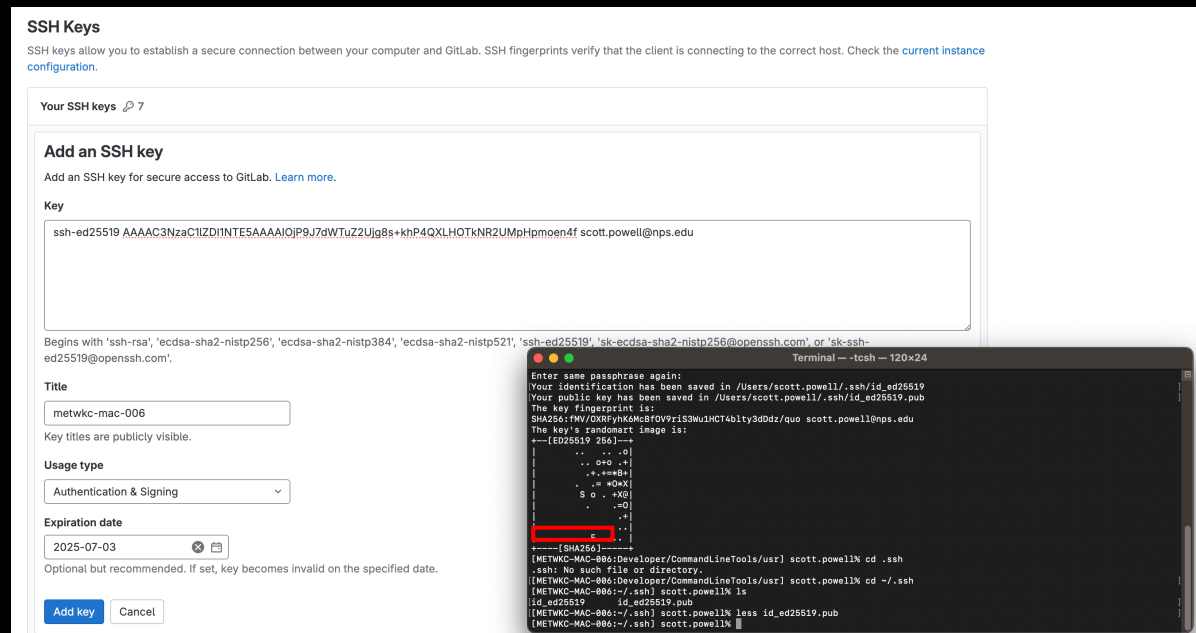 SSH Keys
SSH keys allow you to establish a secure connection between your computer and GitLab. SSH fingerprints verify that the client is connecting to the correct host. Check the current instance
configuration.
Your SSH keys 7
Add an SSH key
Add an SSH key for secure access to GitLab. Learn more.
Key
ssh-ed25519 AAAAC3NzaC1lZDI1NTE5AAAAIOjP9J7dWTuZ2Ujg8s+khP4QXLHOTkNR2UMpHpmoen4f scott.powell@nps.edu
Begins with 'ssh-rsa', 'ecdsa-sha2-nistp256', 'ecdsa-sha2-nistp384', 'ecdsa-sha2-nistp521', 'ssh-ed25519', 'sk-ecdsa-sha2-nistp256@openssh.com', or 'sk-ssh-
ed25519@openssh.com'.
Title
metwkc-mac-006
Key titles are publicly visible.
Usage type
Authentication & Signing
Expiration date
2025-07-03
Optional but recommended. If set, key becomes invalid on the specified date.
Add key Cancel
Terminal — -tcsh — 120×24
Enter same passphrase again:
[Your identification has been saved in /Users/scott.powell/.ssh/id_ed25519 ]
[Your public key has been saved in /Users/scott.powell/.ssh/id_ed25519.pub ]
The key fingerprint is:
SHA256:fMV/OXRFyhK6McBfOV9riS3Wu1HCT4blty3dDdz/quo scott.powell@nps.edu
The key's randomart image is:
+--[ED25519 256]--+
|      ..   .. .o|
|       .. o+o .+|
|        .+.+=*B+|
|      .  .= *O*X|
|       S o . +X@|
|        .    .=O|
|              .+|
|              ..|
|         E   .. |
+----[SHA256]-----+
[METWKC-MAC-006:Developer/CommandLineTools/usr] scott.powell% cd .ssh
.ssh: No such file or directory.
[[METWKC-MAC-006:Developer/CommandLineTools/usr] scott.powell% cd ~/.ssh ]
[METWKC-MAC-006:~/.ssh] scott.powell% ls
[id_ed25519 id_ed25519.pub ]
[[METWKC-MAC-006:~/.ssh] scott.powell% less id_ed25519.pub ]
[METWKC-MAC-006:~/.ssh] scott.powell%